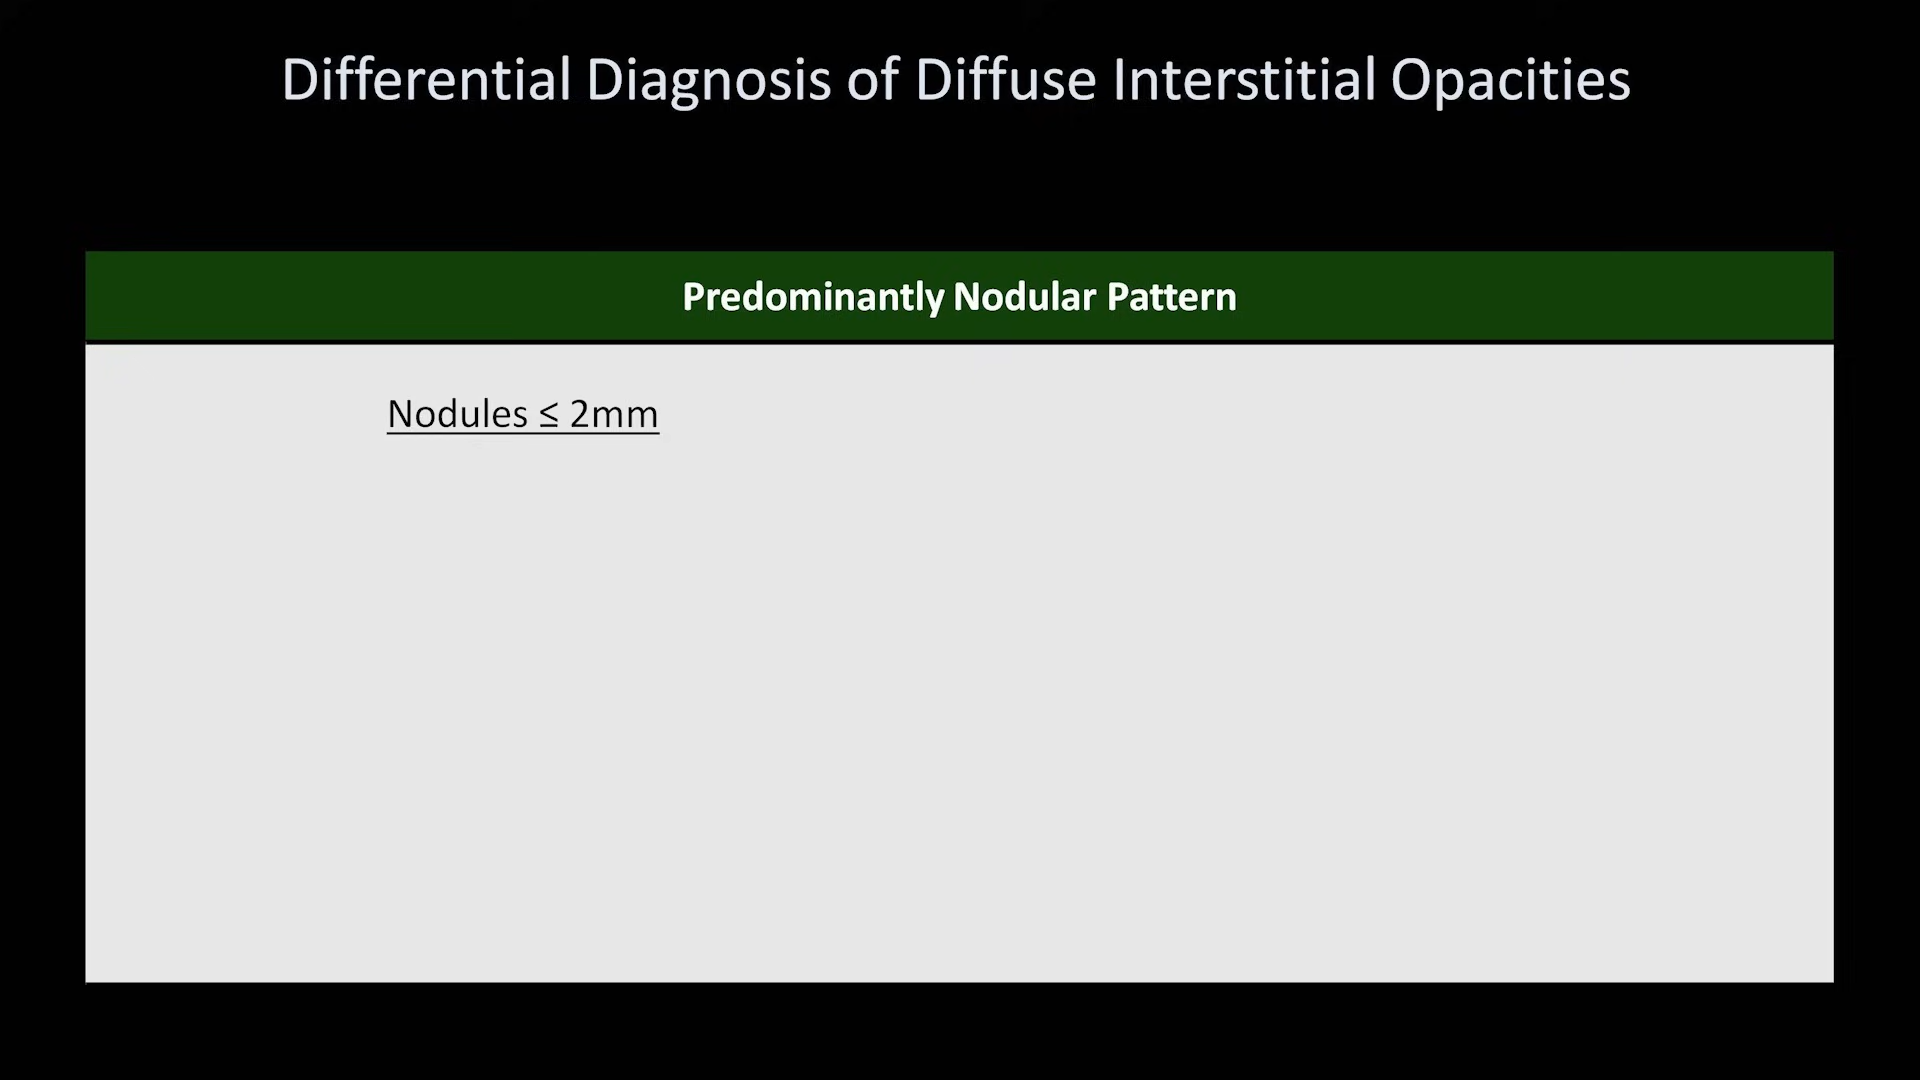 Differential Diagnosis of Diffuse Interstitial Opacities
Predominantly Nodular Pattern
Nodules ≤ 2mm